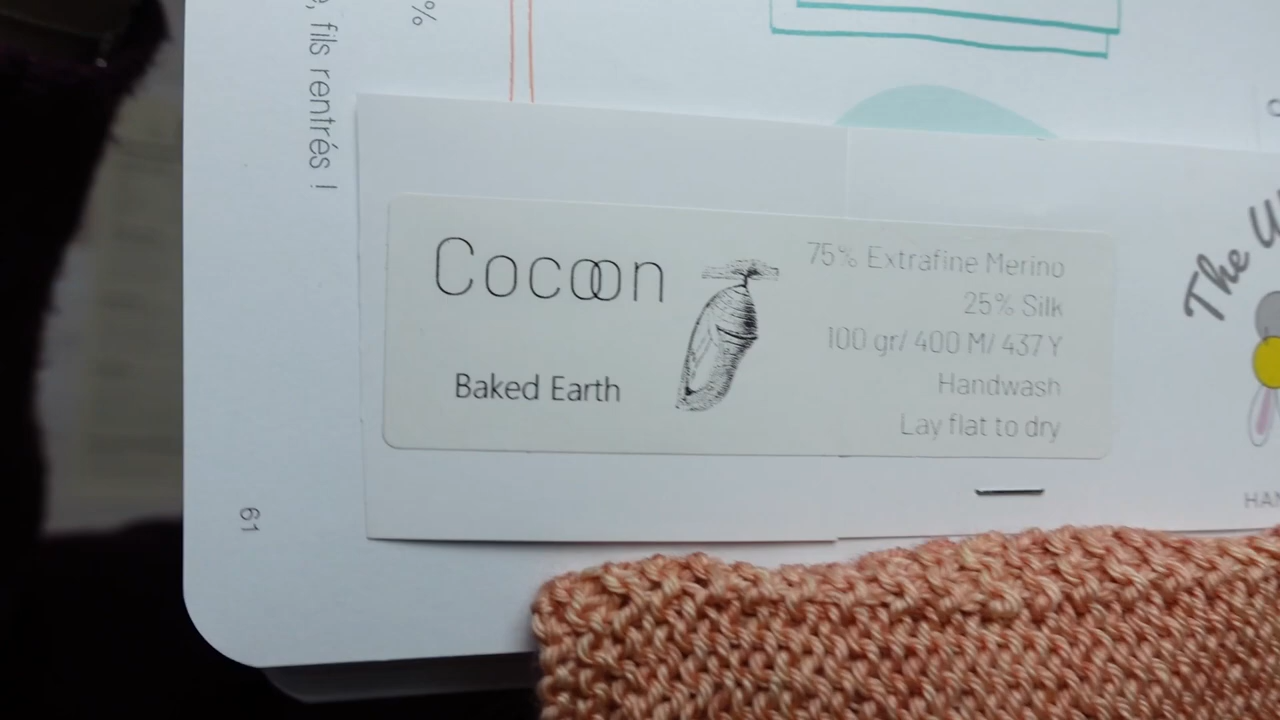 , fils rentrés !
%
Cocoon
Baked Earth
75% Extrafine Merino
25% Silk
100 gr/ 400 M/ 437 Y
Handwash
Lay flat to dry
The
61